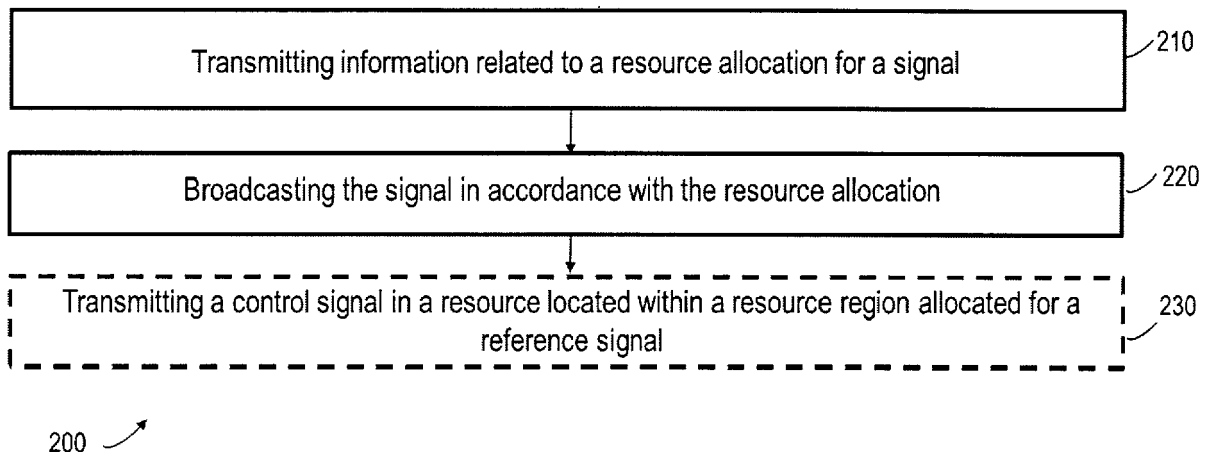 Transmitting information related to a resource allocation for a signal
210
Broadcasting the signal in accordance with the resource allocation
220
Transmitting a control signal in a resource located within a resource region allocated for a
reference signal
230
200